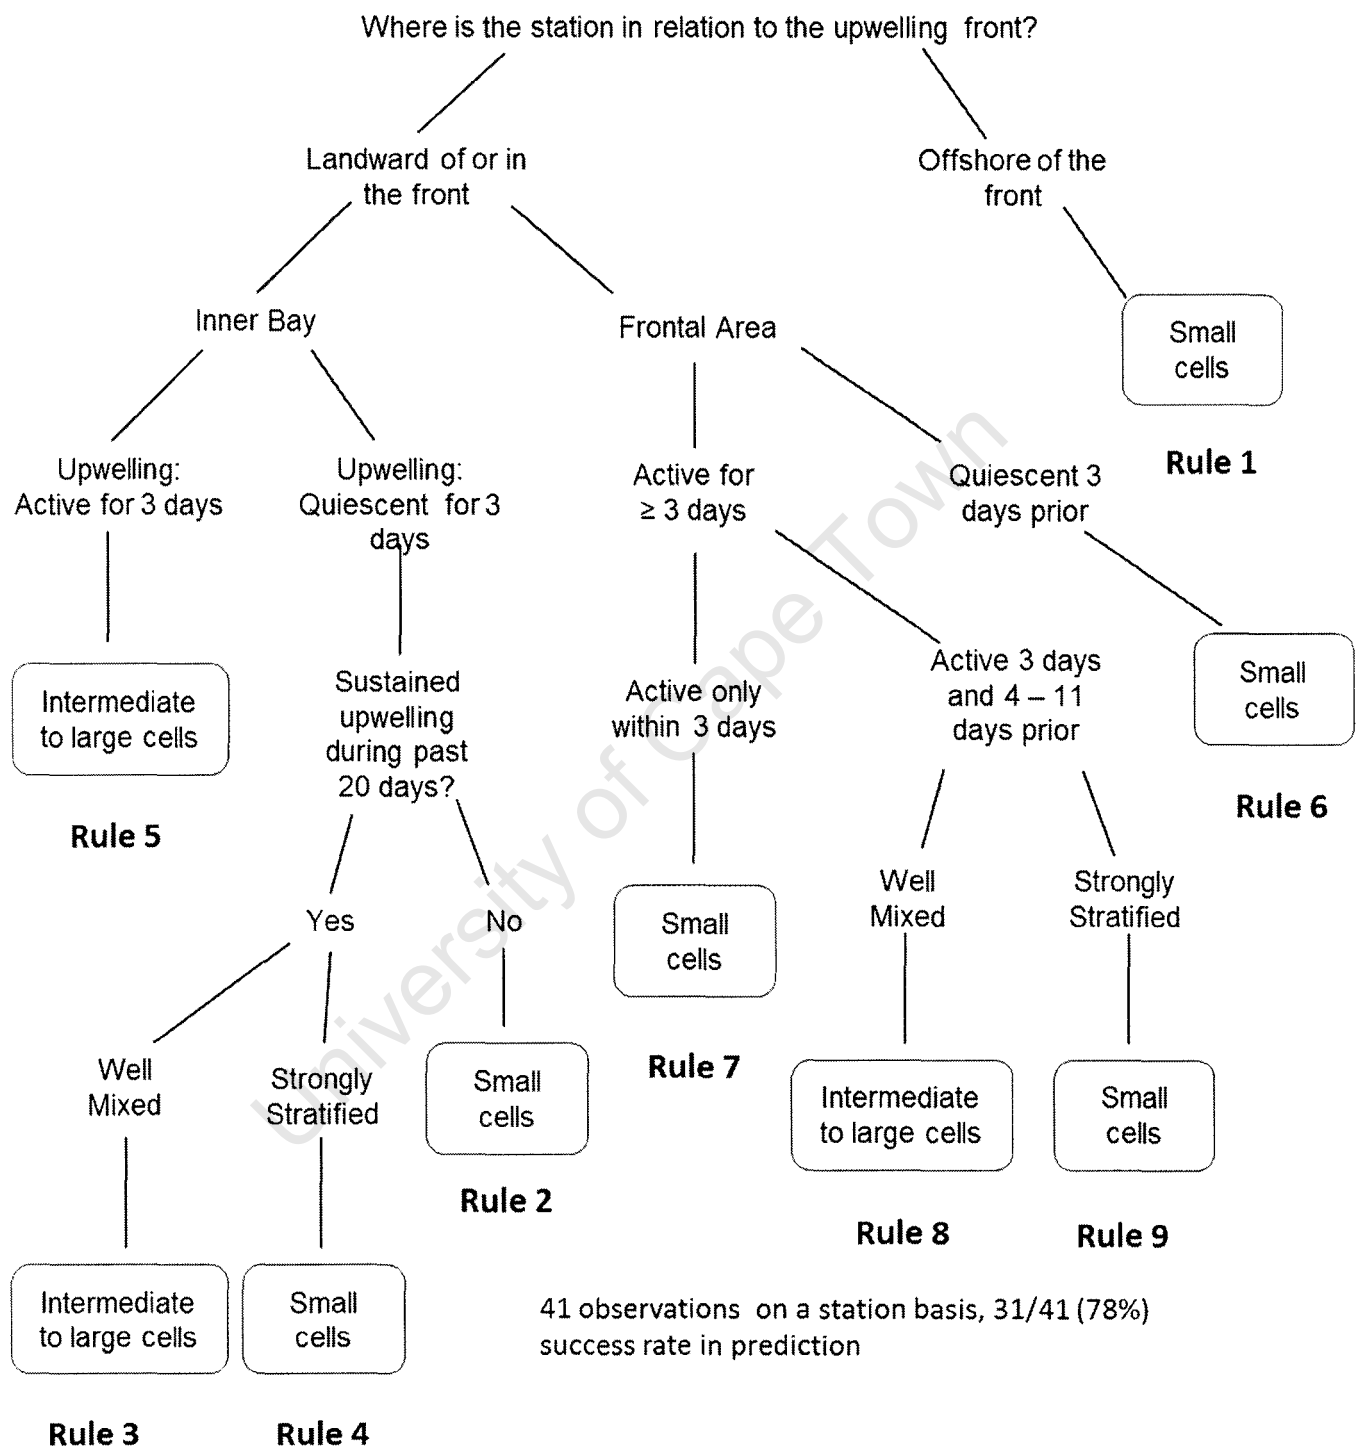 Where is the station in relation to the upwelling front?
Landward of or in
the front
Offshore of the
front
Inner Bay
Frontal Area
Small
cells
Rule 1
Upwelling:
Active for 3 days
Upwelling:
Quiescent for 3
days
Active for
≥ 3 days
Quiescent 3
days prior
Intermediate
to large cells
Rule 5
Sustained
upwelling
during past
20 days?
Active only
within 3 days
Active 3 days
and 4 – 11
days prior
Small
cells
Rule 6
Yes
No
Small
cells
Rule 7
Well
Mixed
Strongly
Stratified
Well
Mixed
Strongly
Stratified
Small
cells
Rule 2
Intermediate
to large cells
Rule 8
Small
cells
Rule 9
Intermediate
to large cells
Rule 3
Small
cells
Rule 4
41 observations on a station basis, 31/41 (78%)
success rate in prediction
University of Cape Town